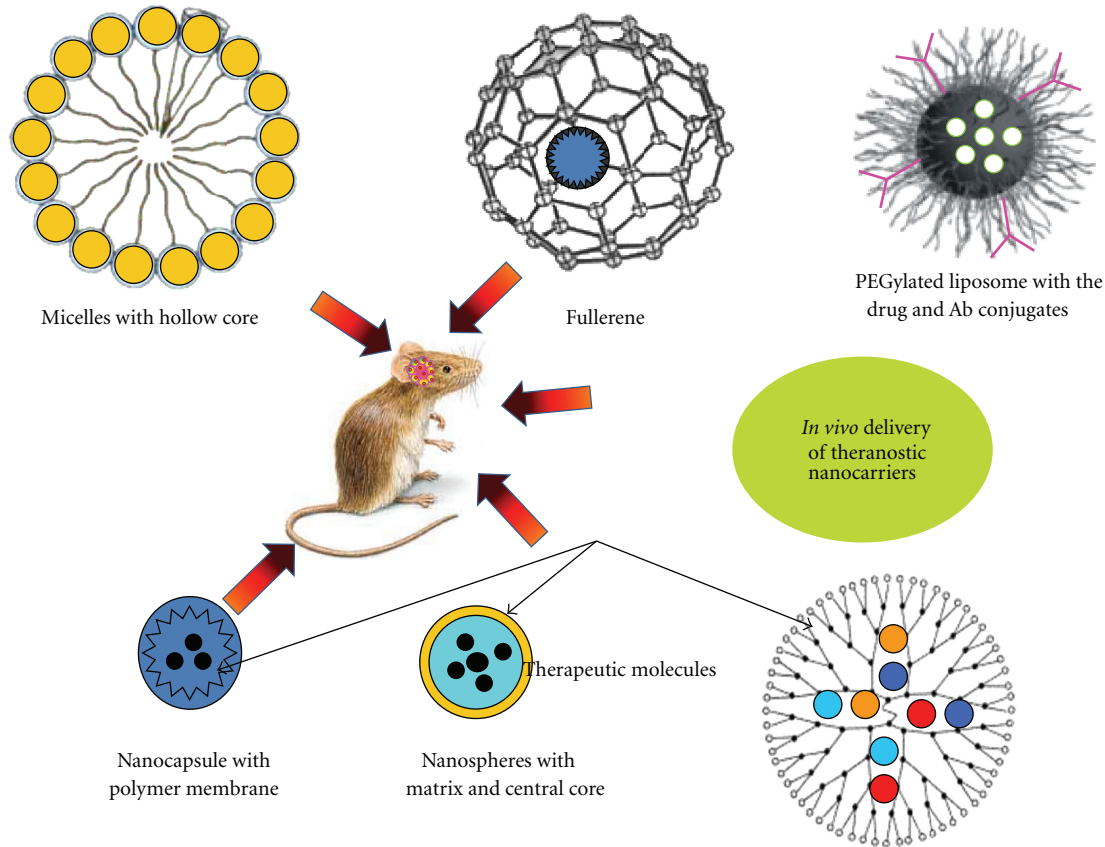 Micelles with hollow core
Fullerene
PEGylated liposome with the
drug and Ab conjugates
In vivo delivery
of theranostic
nanocarriers
Therapeutic molecules
Nanocapsule with
polymer membrane
Nanospheres with
matrix and central core